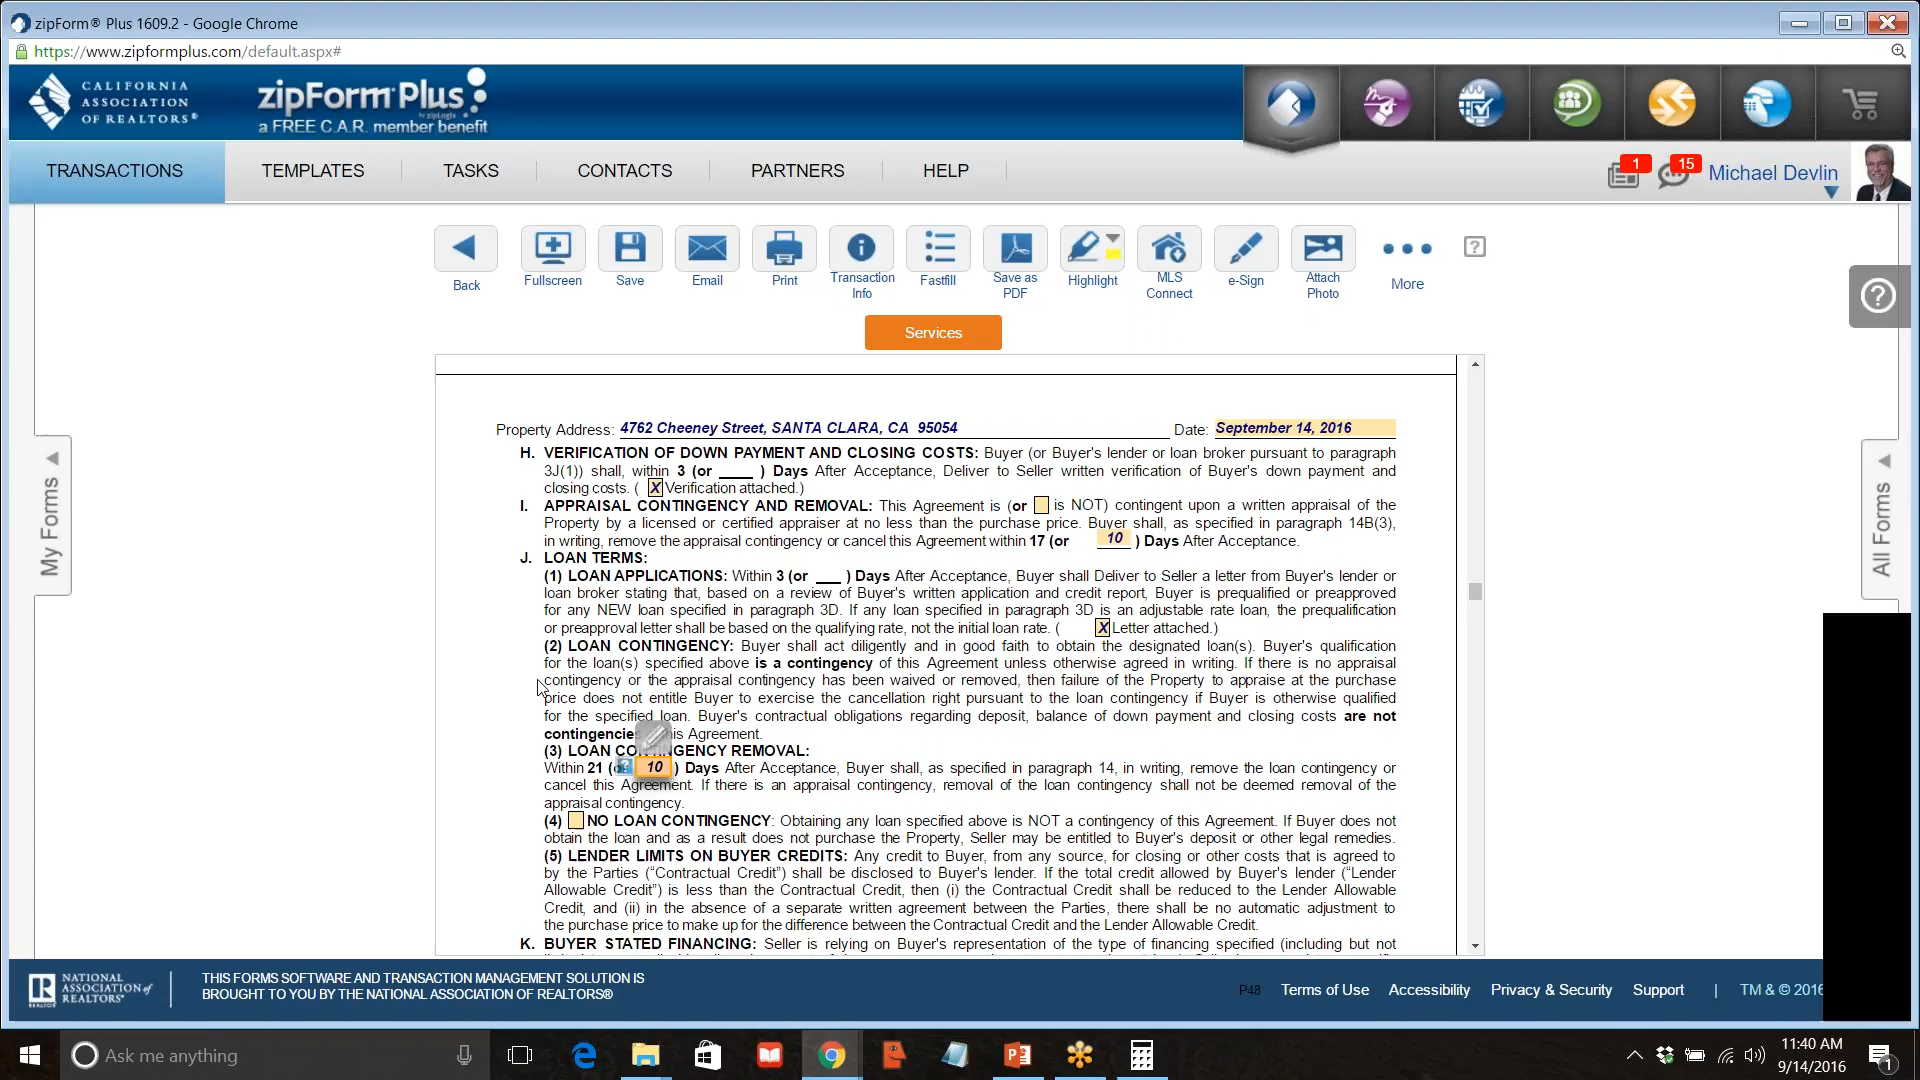 zipForm® Plus 1609.2 - Google Chrome
https://www.zipformplus.com/default.aspx#
CALIFORNIA
ASSOCIATION
OF REALTORS®
zipForm® Plus
by zipLogix
a FREE C.A.R. member benefit
TRANSACTIONS
TEMPLATES
TASKS
CONTACTS
PARTNERS
HELP
1
15
Michael Devlin
Back
Fullscreen
Save
Email
Print
Transaction
Info
Fastfill
Save as
PDF
Highlight
MLS
Connect
e-Sign
Attach
Photo
More
?
?
Services
My Forms
All Forms
Property Address: 4762 Cheeney Street, SANTA CLARA, CA 95054 Date: September 14, 2016
H. VERIFICATION OF DOWN PAYMENT AND CLOSING COSTS: Buyer (or Buyer's lender or loan broker pursuant to paragraph
3J(1)) shall, within 3 (or ____ ) Days After Acceptance, Deliver to Seller written verification of Buyer's down payment and
closing costs. ( X Verification attached.)
I. APPRAISAL CONTINGENCY AND REMOVAL: This Agreement is (or is NOT) contingent upon a written appraisal of the
Property by a licensed or certified appraiser at no less than the purchase price. Buyer shall, as specified in paragraph 14B(3),
in writing, remove the appraisal contingency or cancel this Agreement within 17 (or 10 ) Days After Acceptance.
J. LOAN TERMS:
(1) LOAN APPLICATIONS: Within 3 (or ___ ) Days After Acceptance, Buyer shall Deliver to Seller a letter from Buyer's lender or
loan broker stating that, based on a review of Buyer's written application and credit report, Buyer is prequalified or preapproved
for any NEW loan specified in paragraph 3D. If any loan specified in paragraph 3D is an adjustable rate loan, the prequalification
or preapproval letter shall be based on the qualifying rate, not the initial loan rate. ( X Letter attached.)
(2) LOAN CONTINGENCY: Buyer shall act diligently and in good faith to obtain the designated loan(s). Buyer's qualification
for the loan(s) specified above is a contingency of this Agreement unless otherwise agreed in writing. If there is no appraisal
contingency or the appraisal contingency has been waived or removed, then failure of the Property to appraise at the purchase
price does not entitle Buyer to exercise the cancellation right pursuant to the loan contingency if Buyer is otherwise qualified
for the specified loan. Buyer's contractual obligations regarding deposit, balance of down payment and closing costs are not
contingencies this Agreement.
(3) LOAN CONTINGENCY REMOVAL:
Within 21 (or 10 ) Days After Acceptance, Buyer shall, as specified in paragraph 14, in writing, remove the loan contingency or
cancel this Agreement. If there is an appraisal contingency, removal of the loan contingency shall not be deemed removal of the
appraisal contingency.
(4) NO LOAN CONTINGENCY: Obtaining any loan specified above is NOT a contingency of this Agreement. If Buyer does not
obtain the loan and as a result does not purchase the Property, Seller may be entitled to Buyer's deposit or other legal remedies.
(5) LENDER LIMITS ON BUYER CREDITS: Any credit to Buyer, from any source, for closing or other costs that is agreed to
by the Parties (“Contractual Credit”) shall be disclosed to Buyer's lender. If the total credit allowed by Buyer's lender (“Lender
Allowable Credit”) is less than the Contractual Credit, then (i) the Contractual Credit shall be reduced to the Lender Allowable
Credit, and (ii) in the absence of a separate written agreement between the Parties, there shall be no automatic adjustment to
the purchase price to make up for the difference between the Contractual Credit and the Lender Allowable Credit.
K. BUYER STATED FINANCING: Seller is relying on Buyer's representation of the type of financing specified (including but not
NATIONAL
ASSOCIATION of
REALTORS®
THIS FORMS SOFTWARE AND TRANSACTION MANAGEMENT SOLUTION IS
BROUGHT TO YOU BY THE NATIONAL ASSOCIATION OF REALTORS®
P48
Terms of Use
Accessibility
Privacy & Security
Support
|
TM & © 2016
Ask me anything
11:40 AM
9/14/2016
1